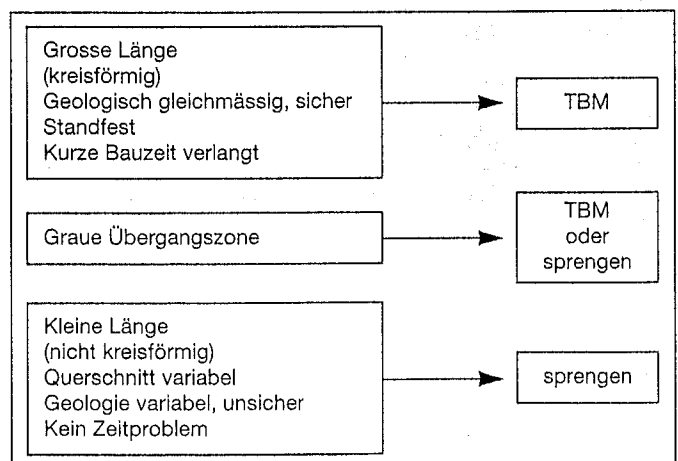 Grosse Länge
(kreisförmig)
Geologisch gleichmässig, sicher
Standfest
Kurze Bauzeit verlangt
TBM
Graue Übergangszone
TBM
oder
sprengen
Kleine Länge
(nicht kreisförmig)
Querschnitt variabel
Geologie variabel, unsicher
Kein Zeitproblem
sprengen